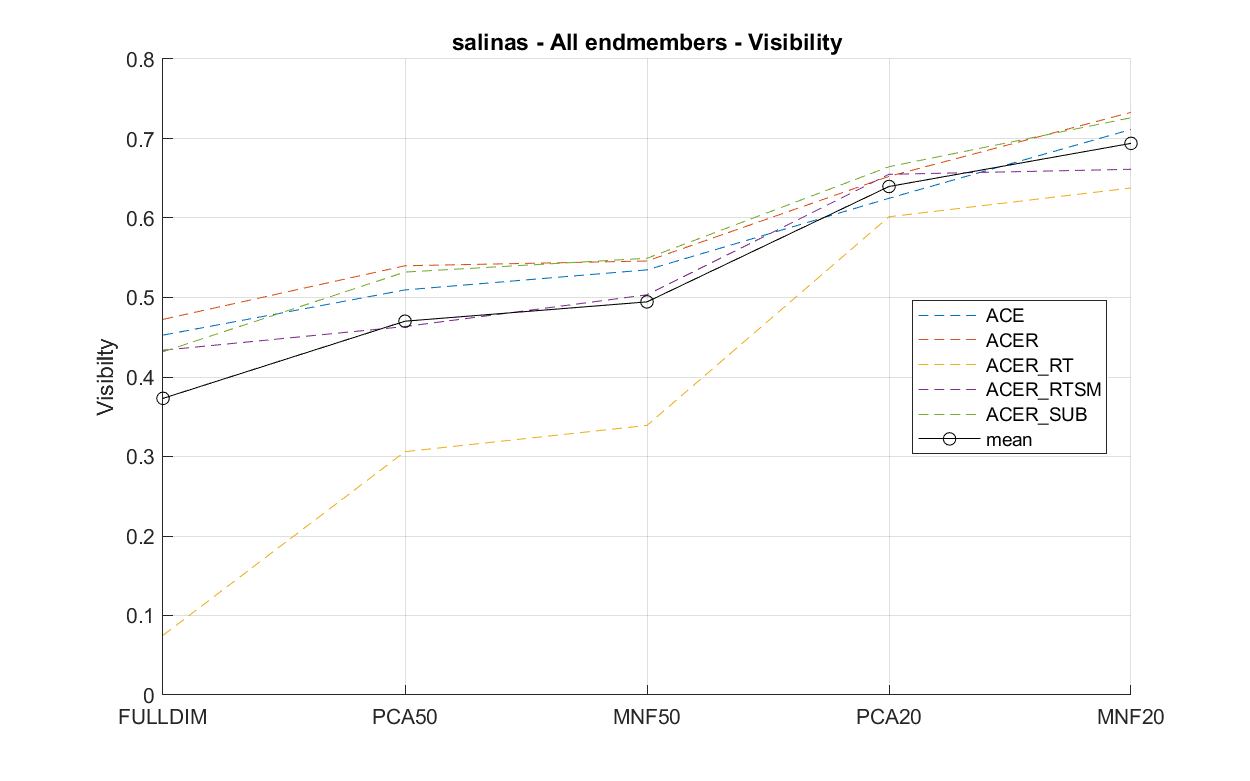 salinas - All endmembers - Visibility
0.8
0.7
0.6
0.5
0.4
0.3
0.2
0.1
0
Visibilty
ACE
ACER
ACER_RT
ACER_RTSM
ACER_SUB
mean
FULLDIM PCA50 MNF50 PCA20 MNF20